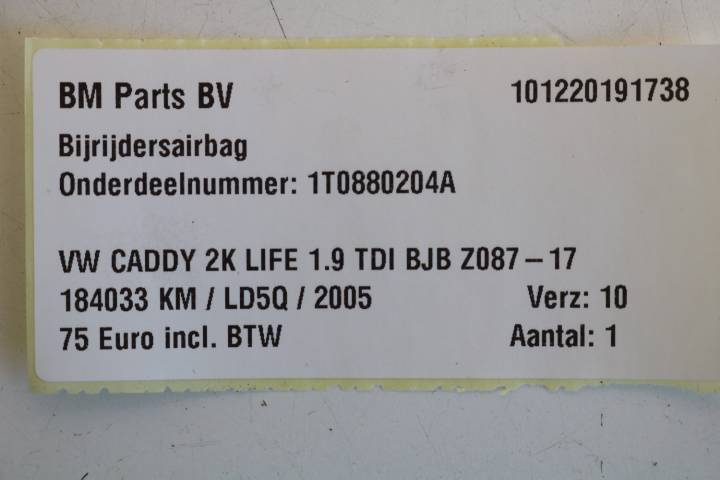 BM Parts BV 101220191738
Bijrijdersairbag
Onderdeelnummer: 1T0880204A
VW CADDY 2K LIFE 1.9 TDI BJB Z087 – 17
184033 KM / LD5Q / 2005 Verz: 10
75 Euro incl. BTW Aantal: 1